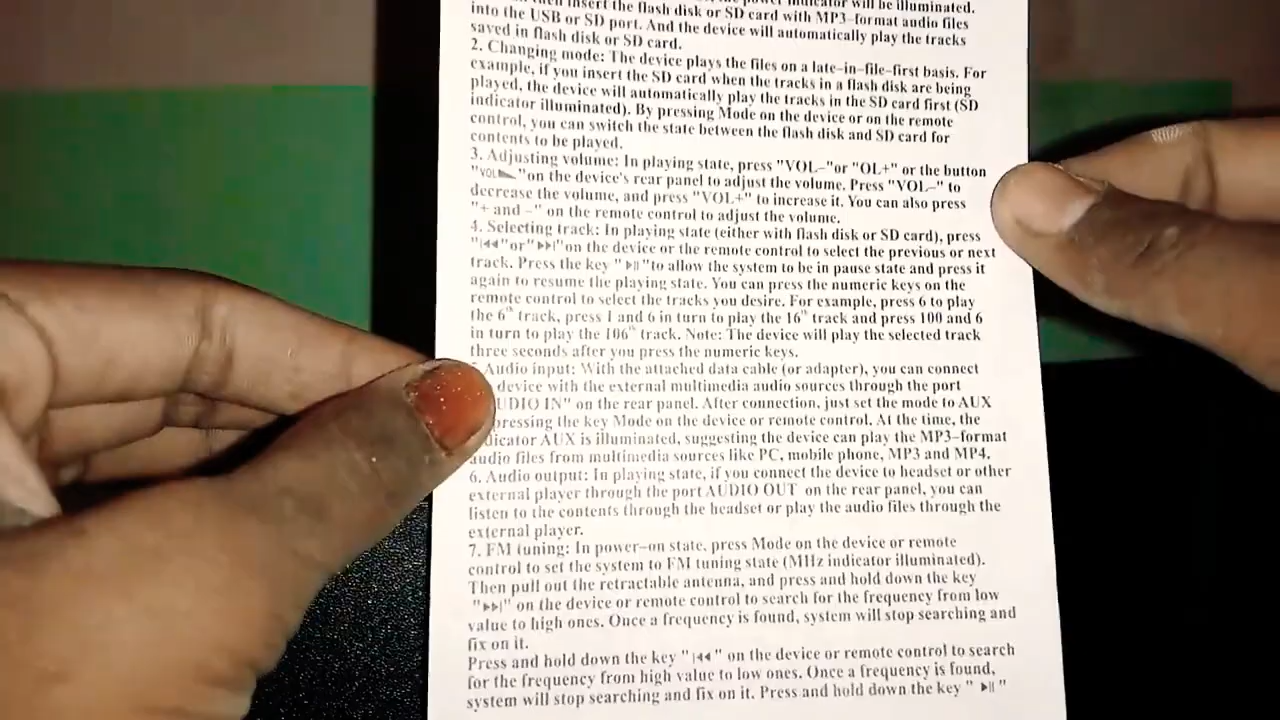 then insert the flash disk or SD card with MP3-format audio files
into the USB or SD port. And the device will automatically play the tracks
saved in flash disk or SD card.
2. Changing mode: The device plays the files on a late-in-file-first basis. For
example, if you insert the SD card when the tracks in a flash disk are being
played, the device will automatically play the tracks in the SD card first (SD
indicator illuminated). By pressing Mode on the device or on the remote
control, you can switch the state between the flash disk and SD card for
contents to be played.
3. Adjusting volume: In playing state, press "VOL-"or "OL+" or the button
"VOL◣"on the device's rear panel to adjust the volume. Press "VOL-" to
decrease the volume, and press "VOL+" to increase it. You can also press
"+ and -" on the remote control to adjust the volume.
4. Selecting track: In playing state (either with flash disk or SD card), press
"|◀◀"or"▶▶|"on the device or the remote control to select the previous or next
track. Press the key " ▶|| "to allow the system to be in pause state and press it
again to resume the playing state. You can press the numeric keys on the
remote control to select the tracks you desire. For example, press 6 to play
the 6th track, press 1 and 6 in turn to play the 16th track and press 100 and 6
in turn to play the 106th track. Note: The device will play the selected track
three seconds after you press the numeric keys.
Audio input: With the attached data cable (or adapter), you can connect
device with the external multimedia audio sources through the port
UDIO IN" on the rear panel. After connection, just set the mode to AUX
pressing the key Mode on the device or remote control. At the time, the
dicator AUX is illuminated, suggesting the device can play the MP3-format
audio files from multimedia sources like PC, mobile phone, MP3 and MP4.
6. Audio output: In playing state, if you connect the device to headset or other
external player through the port AUDIO OUT on the rear panel, you can
listen to the contents through the headset or play the audio files through the
external player.
7. FM tuning: In power-on state, press Mode on the device or remote
control to set the system to FM tuning state (MHz indicator illuminated).
Then pull out the retractable antenna, and press and hold down the key
"▶▶|" on the device or remote control to search for the frequency from low
value to high ones. Once a frequency is found, system will stop searching and
fix on it.
Press and hold down the key "|◀◀ " on the device or remote control to search
for the frequency from high value to low ones. Once a frequency is found,
system will stop searching and fix on it. Press and hold down the key " ▶|| "